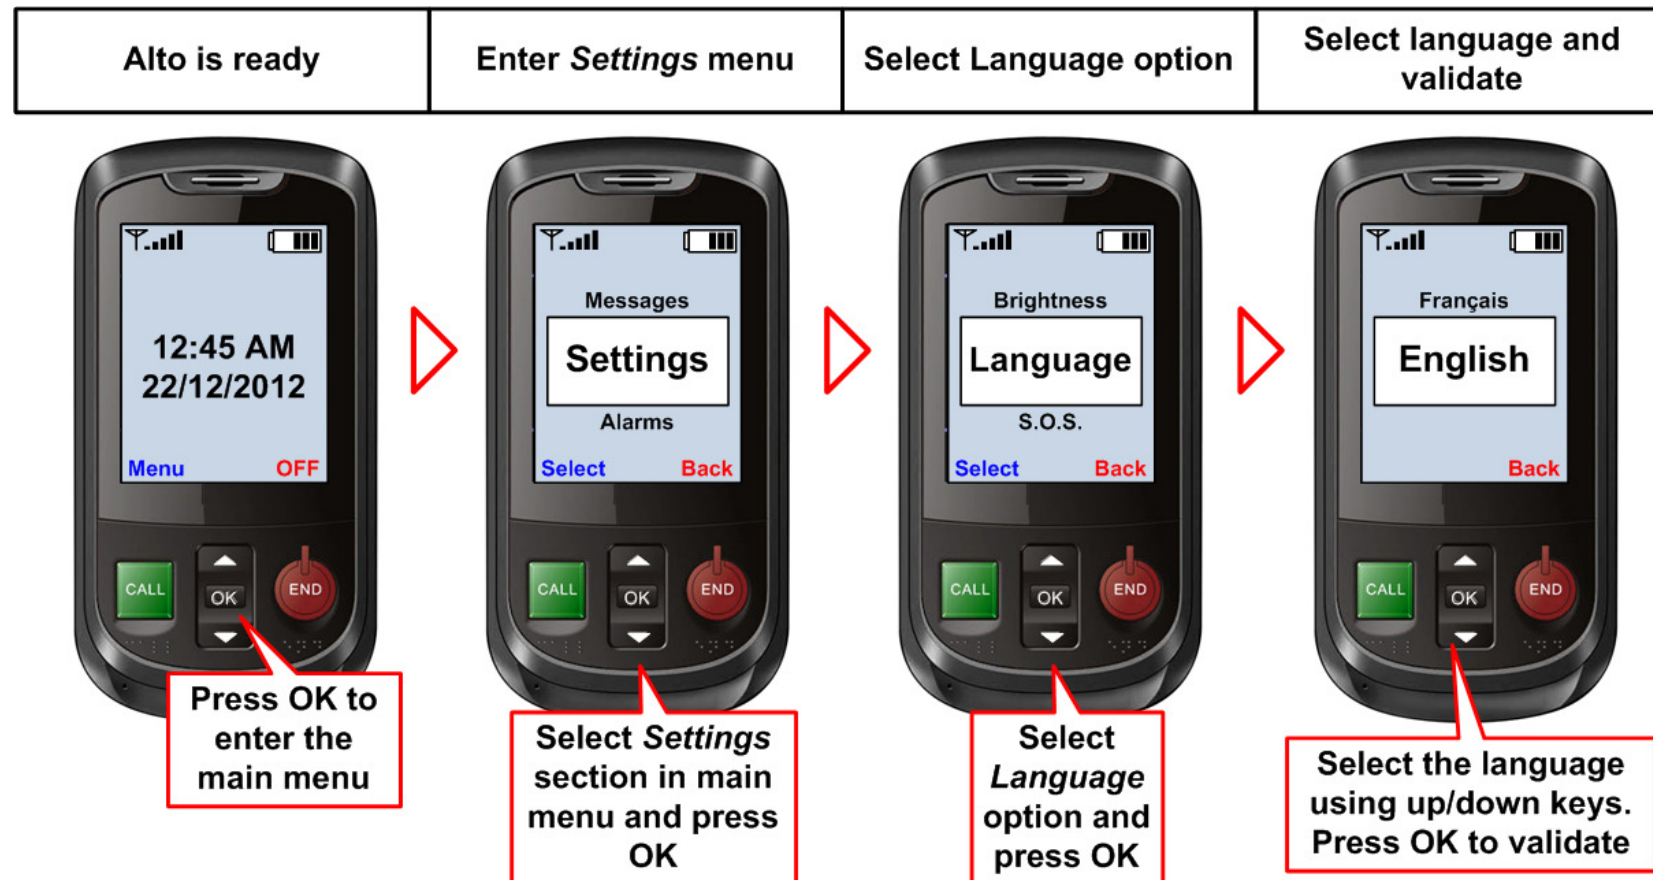 Alto is ready
Enter Settings menu
Select Language option
Select language and
validate
12:45 AM
22/12/2012
Menu OFF
CALL
OK
END
Press OK to
enter the
main menu
Messages
Settings
Alarms
Select Back
CALL
OK
END
Select Settings
section in main
menu and press
OK
Brightness
Language
S.O.S.
Select Back
CALL
OK
END
Select
Language
option and
press OK
Français
English
Back
CALL
OK
END
Select the language
using up/down keys.
Press OK to validate